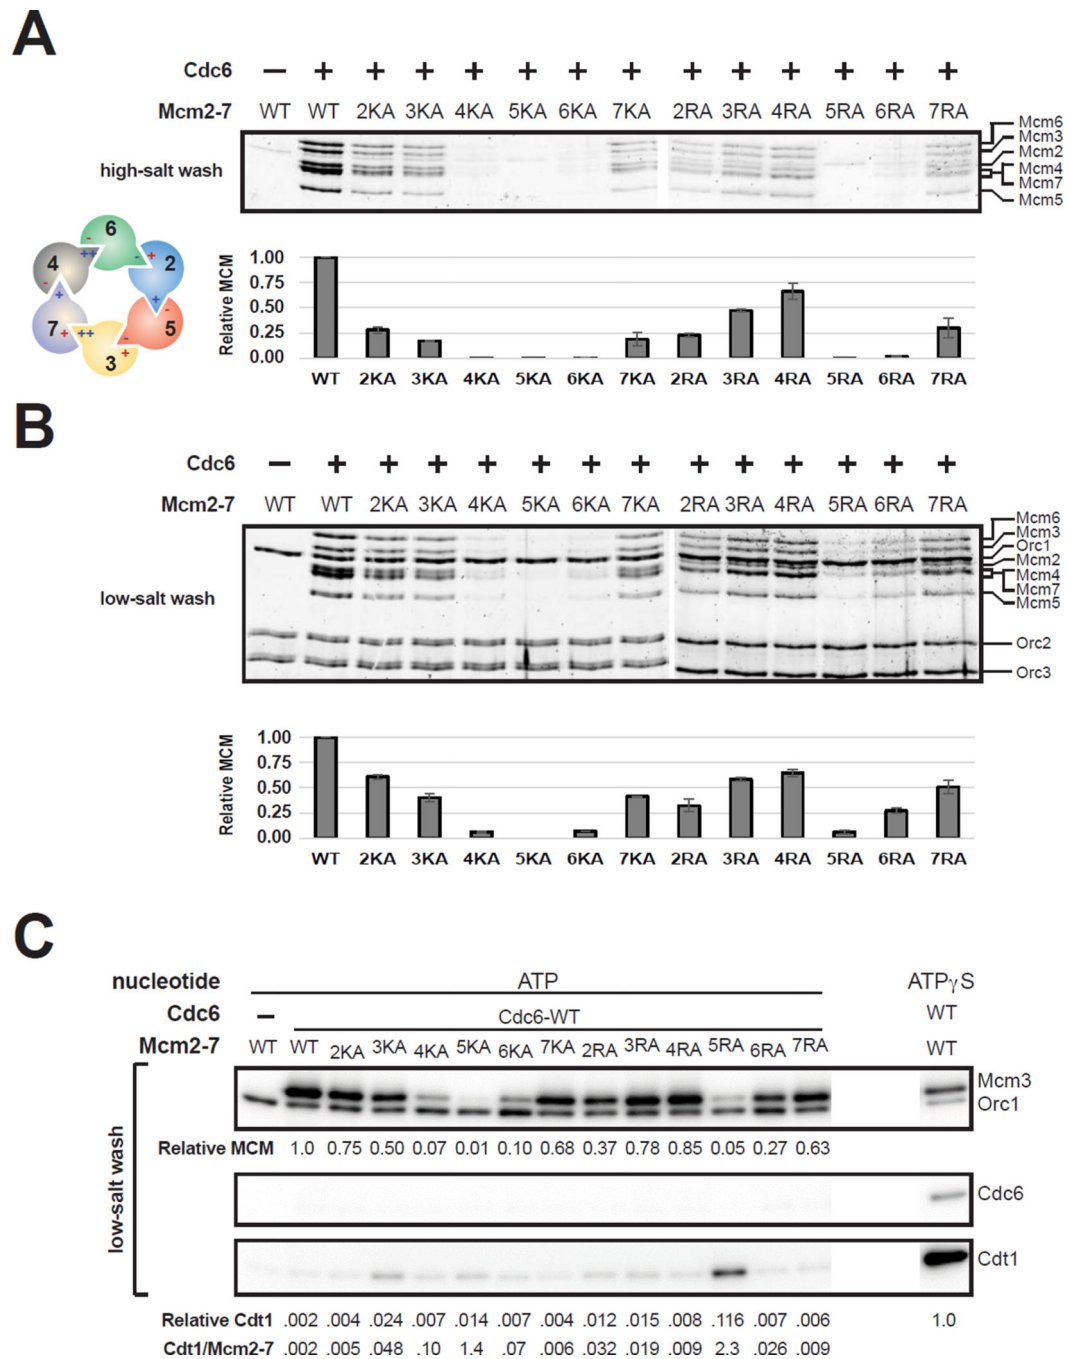 A
Cdc6 − + + + + + + + + + + + + +
Mcm2-7 WT WT 2KA 3KA 4KA 5KA 6KA 7KA 2RA 3RA 4RA 5RA 6RA 7RA
high-salt wash
Mcm6
Mcm3
Mcm2
Mcm4
Mcm7
Mcm5
6
- ++ - +
4 2
- + + -
7 5
+ ++ - +
3
Relative MCM
1.00
0.75
0.50
0.25
0.00
WT 2KA 3KA 4KA 5KA 6KA 7KA 2RA 3RA 4RA 5RA 6RA 7RA
B
Cdc6 − + + + + + + + + + + + + +
Mcm2-7 WT WT 2KA 3KA 4KA 5KA 6KA 7KA 2RA 3RA 4RA 5RA 6RA 7RA
low-salt wash
Mcm6
Mcm3
Orc1
Mcm2
Mcm4
Mcm7
Mcm5
Orc2
Orc3
Relative MCM
1.00
0.75
0.50
0.25
0.00
WT 2KA 3KA 4KA 5KA 6KA 7KA 2RA 3RA 4RA 5RA 6RA 7RA
C
nucleotide ATP ATPγS
Cdc6 − Cdc6-WT WT
Mcm2-7 WT WT 2KA 3KA 4KA 5KA 6KA 7KA 2RA 3RA 4RA 5RA 6RA 7RA WT
low-salt wash
Mcm3
Orc1
Relative MCM 1.0 0.75 0.50 0.07 0.01 0.10 0.68 0.37 0.78 0.85 0.05 0.27 0.63
Cdc6
Cdt1
Relative Cdt1 .002 .004 .024 .007 .014 .007 .004 .012 .015 .008 .116 .007 .006 1.0
Cdt1/Mcm2-7 .002 .005 .048 .10 1.4 .07 .006 .032 .019 .009 2.3 .026 .009